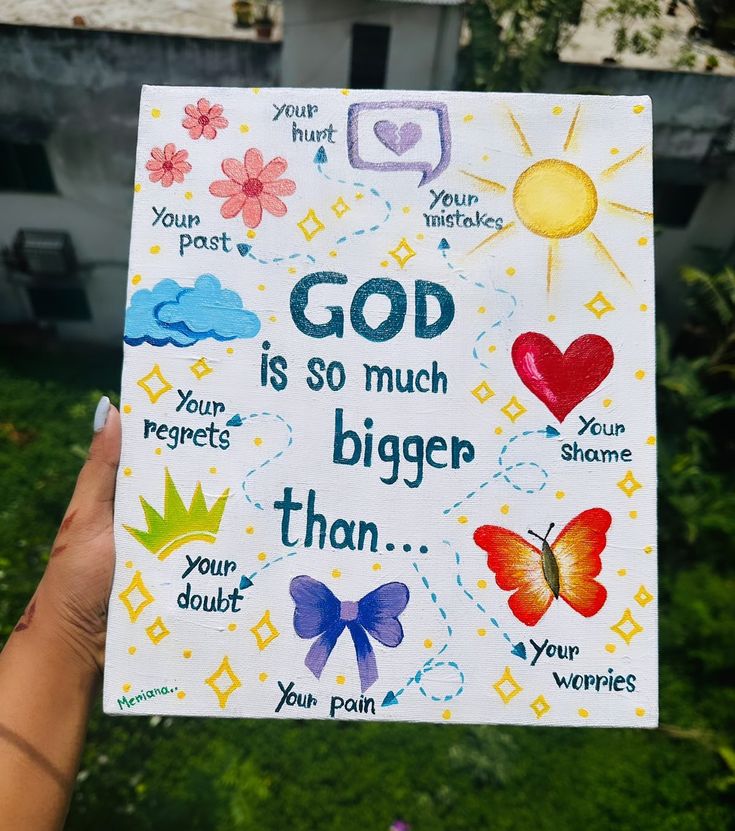 GOD
is so much
bigger
than...
Your
hurt
Your
mistakes
Your
past
Your
regrets
Your
shame
Your
doubt
Your
worries
Your pain
Meriana..